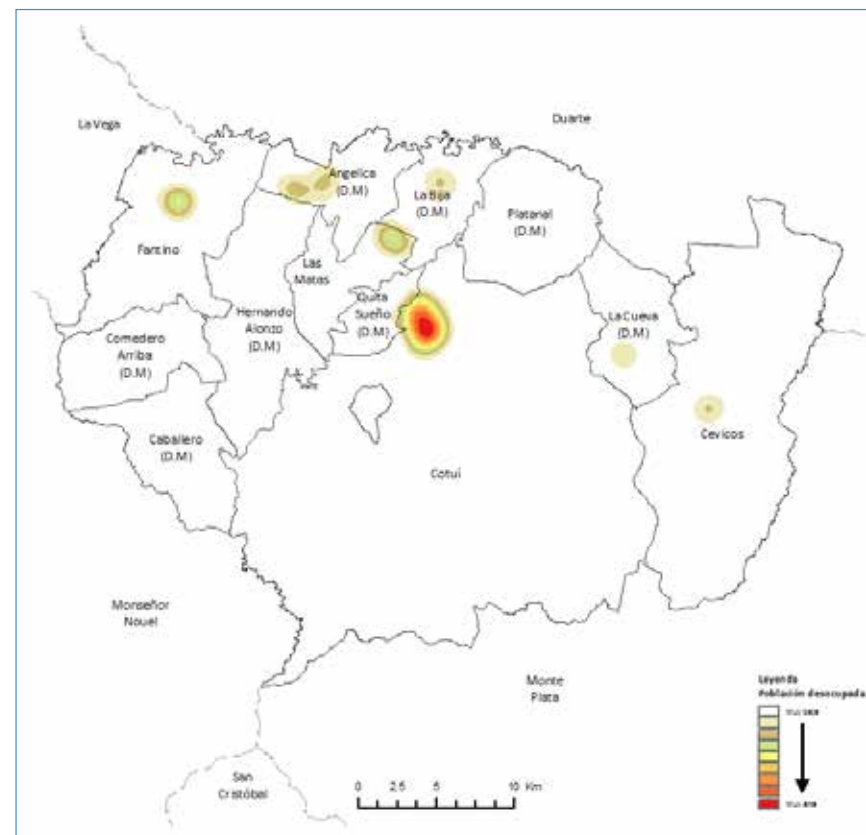 La Vega
Duarte
Angelica
(D.M)
La Bija
(D.M)
Platanal
(D.M)
Fantino
Las
Matas
Quita
Sueño
(D.M)
Hernando
Alonzo
(D.M)
La Cueva
(D.M)
Comedero
Arriba
(D.M)
Caballero
(D.M)
Cevicos
Cotuí
Monseñor
Nouel
Monte
Plata
San
Cristóbal
0 2.5 5 10 Km
Leyenda
Población desocupada